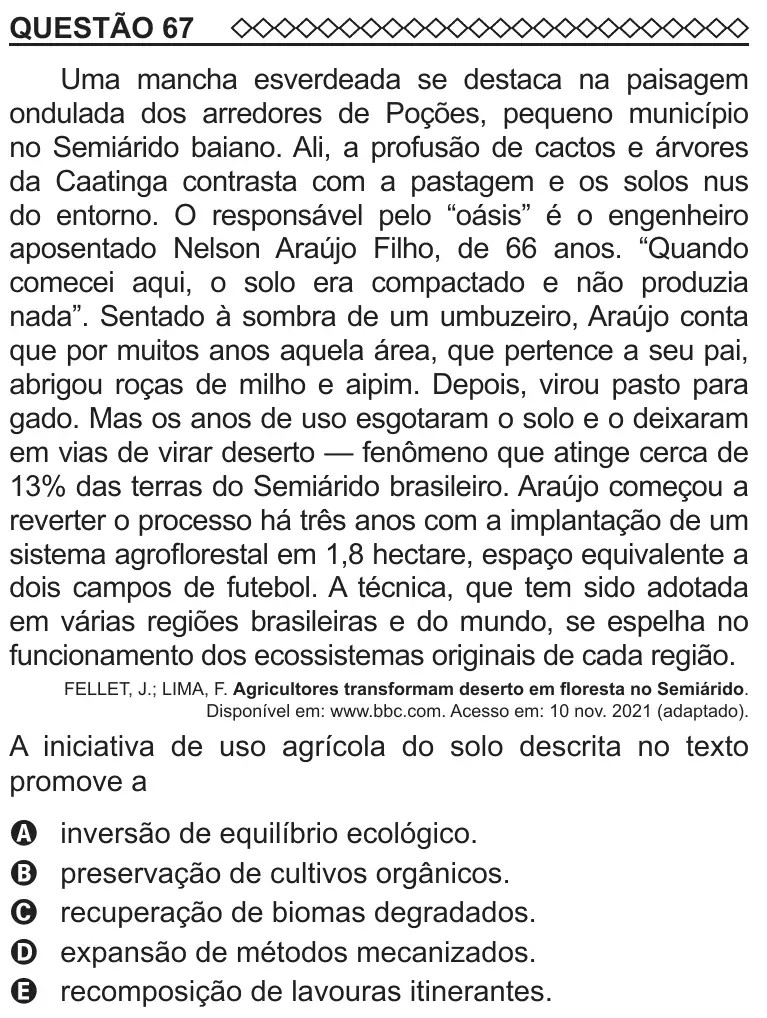 QUESTÃO 67
Uma mancha esverdeada se destaca na paisagem
ondulada dos arredores de Poções, pequeno município
no Semiárido baiano. Ali, a profusão de cactos e árvores
da Caatinga contrasta com a pastagem e os solos nus
do entorno. O responsável pelo “oásis” é o engenheiro
aposentado Nelson Araújo Filho, de 66 anos. “Quando
comecei aqui, o solo era compactado e não produzia
nada”. Sentado à sombra de um umbuzeiro, Araújo conta
que por muitos anos aquela área, que pertence a seu pai,
abrigou roças de milho e aipim. Depois, virou pasto para
gado. Mas os anos de uso esgotaram o solo e o deixaram
em vias de virar deserto — fenômeno que atinge cerca de
13% das terras do Semiárido brasileiro. Araújo começou a
reverter o processo há três anos com a implantação de um
sistema agroflorestal em 1,8 hectare, espaço equivalente a
dois campos de futebol. A técnica, que tem sido adotada
em várias regiões brasileiras e do mundo, se espelha no
funcionamento dos ecossistemas originais de cada região.
FELLET, J.; LIMA, F. Agricultores transformam deserto em floresta no Semiárido.
Disponível em: www.bbc.com. Acesso em: 10 nov. 2021 (adaptado).
A iniciativa de uso agrícola do solo descrita no texto
promove a
A inversão de equilíbrio ecológico.
B preservação de cultivos orgânicos.
C recuperação de biomas degradados.
D expansão de métodos mecanizados.
E recomposição de lavouras itinerantes.